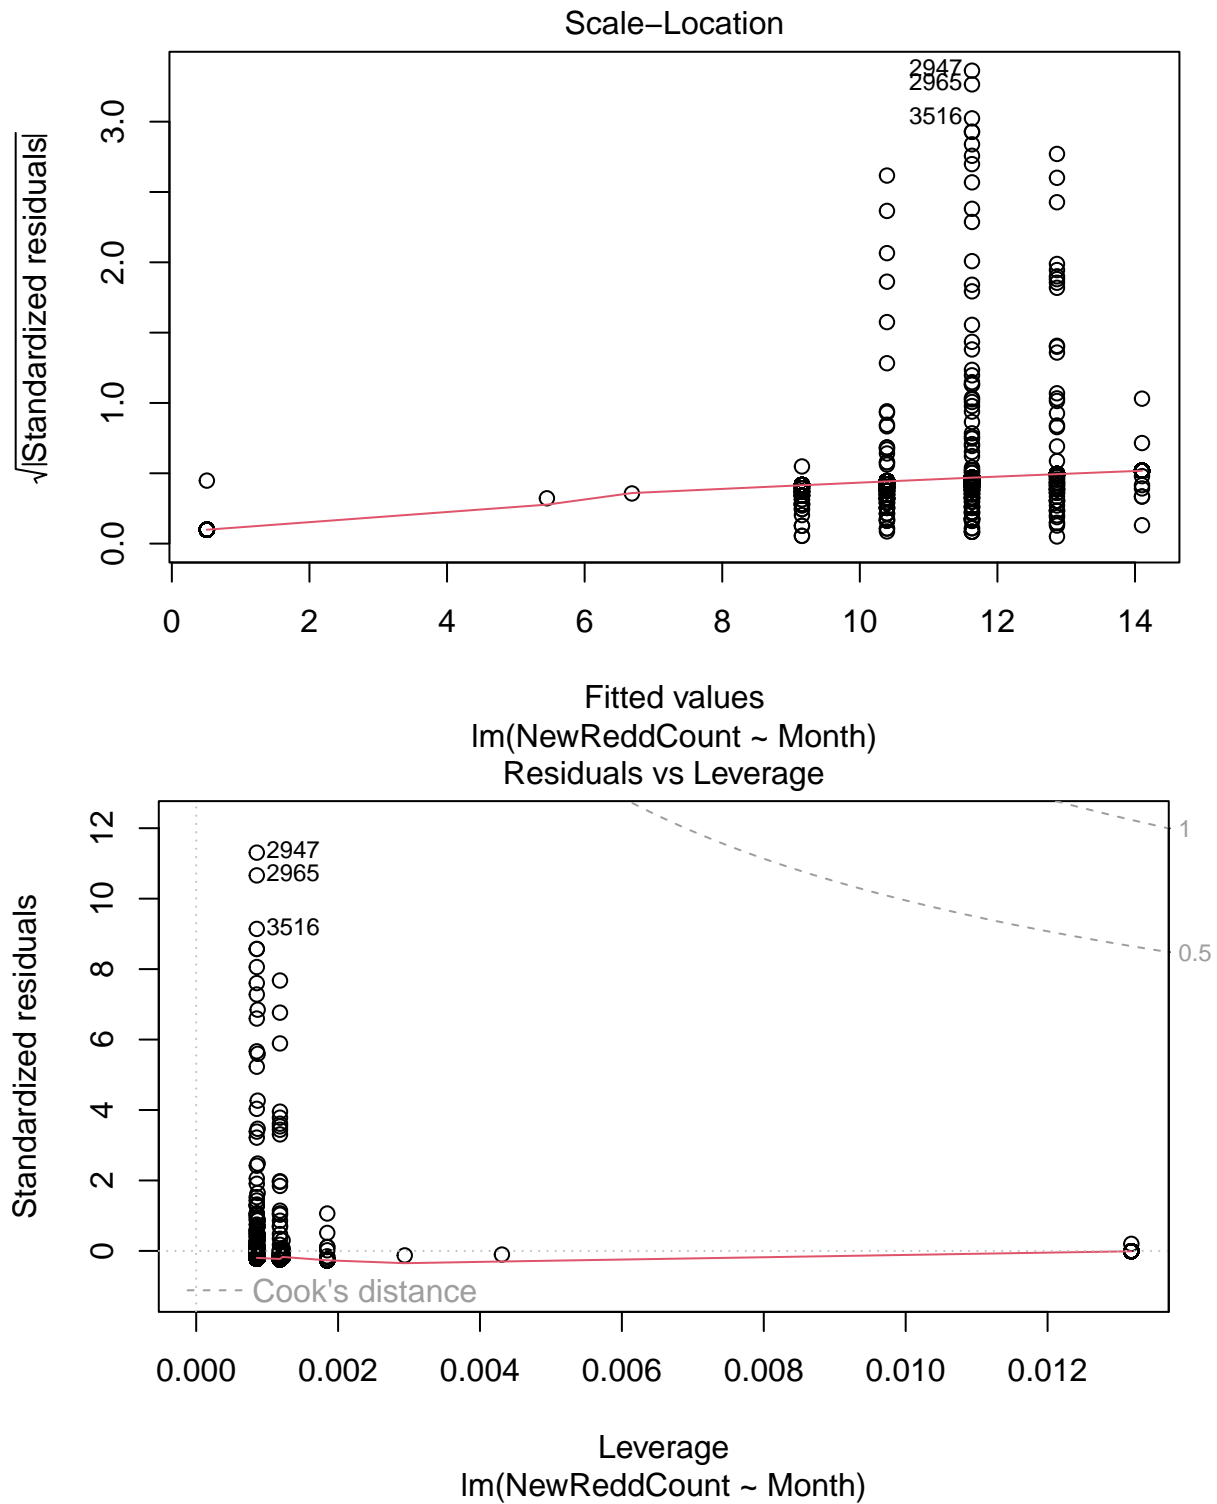 Scale−Location
√|Standardized residuals|
3.0
2.0
1.0
0.0
2947
2965
3516
0 2 4 6 8 10 12 14
Fitted values
lm(NewReddCount ~ Month)
Residuals vs Leverage
Standardized residuals
12
10
8
6
4
2
0
2947
2965
3516
1
0.5
Cook's distance
0.000 0.002 0.004 0.006 0.008 0.010 0.012
Leverage
lm(NewReddCount ~ Month)